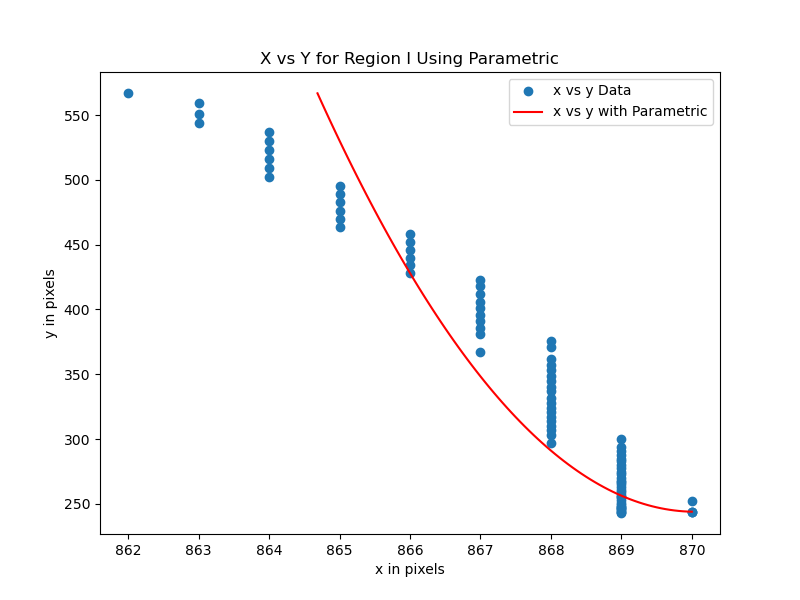 X vs Y for Region I Using Parametric
x vs y Data
x vs y with Parametric
y in pixels
550
500
450
400
350
300
250
862 863 864 865 866 867 868 869 870
x in pixels